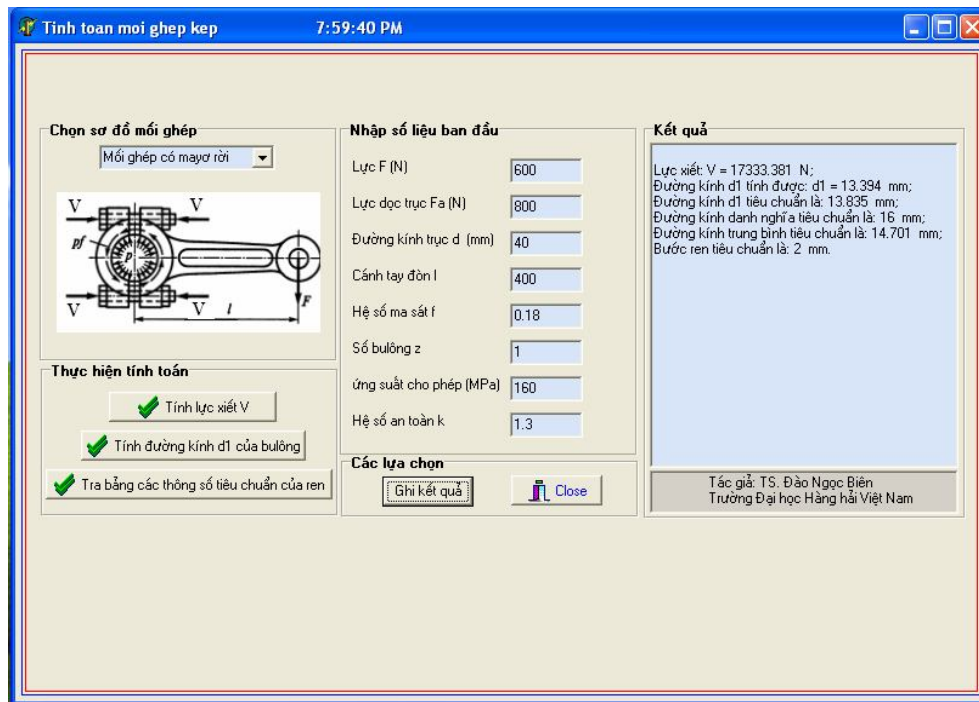 Tinh toan moi ghep kep 7:59:40 PM
Chọn sơ đồ mối ghép
Mối ghép có mayơ rời
V V
pf
p
V V l F
Thực hiện tính toán
Tính lực xiết V
Tính đường kính d1 của bulông
Tra bảng các thông số tiêu chuẩn của ren
Nhập số liệu ban đầu
Lực F (N) 600
Lực dọc trục Fa (N) 800
Đường kính trục d (mm) 40
Cánh tay đòn l 400
Hệ số ma sát f 0.18
Số bulông z 1
ứng suất cho phép (MPa) 160
Hệ số an toàn k 1.3
Các lựa chọn
Ghi kết quả Close
Kết quả
Lực xiết: V = 17333.381 N;
Đường kính d1 tính được: d1 = 13.394 mm;
Đường kính d1 tiêu chuẩn là: 13.835 mm;
Đường kính danh nghĩa tiêu chuẩn là: 16 mm;
Đường kính trung bình tiêu chuẩn là: 14.701 mm;
Bước ren tiêu chuẩn là: 2 mm.
Tác giả: TS. Đào Ngọc Biên
Trường Đại học Hàng hải Việt Nam